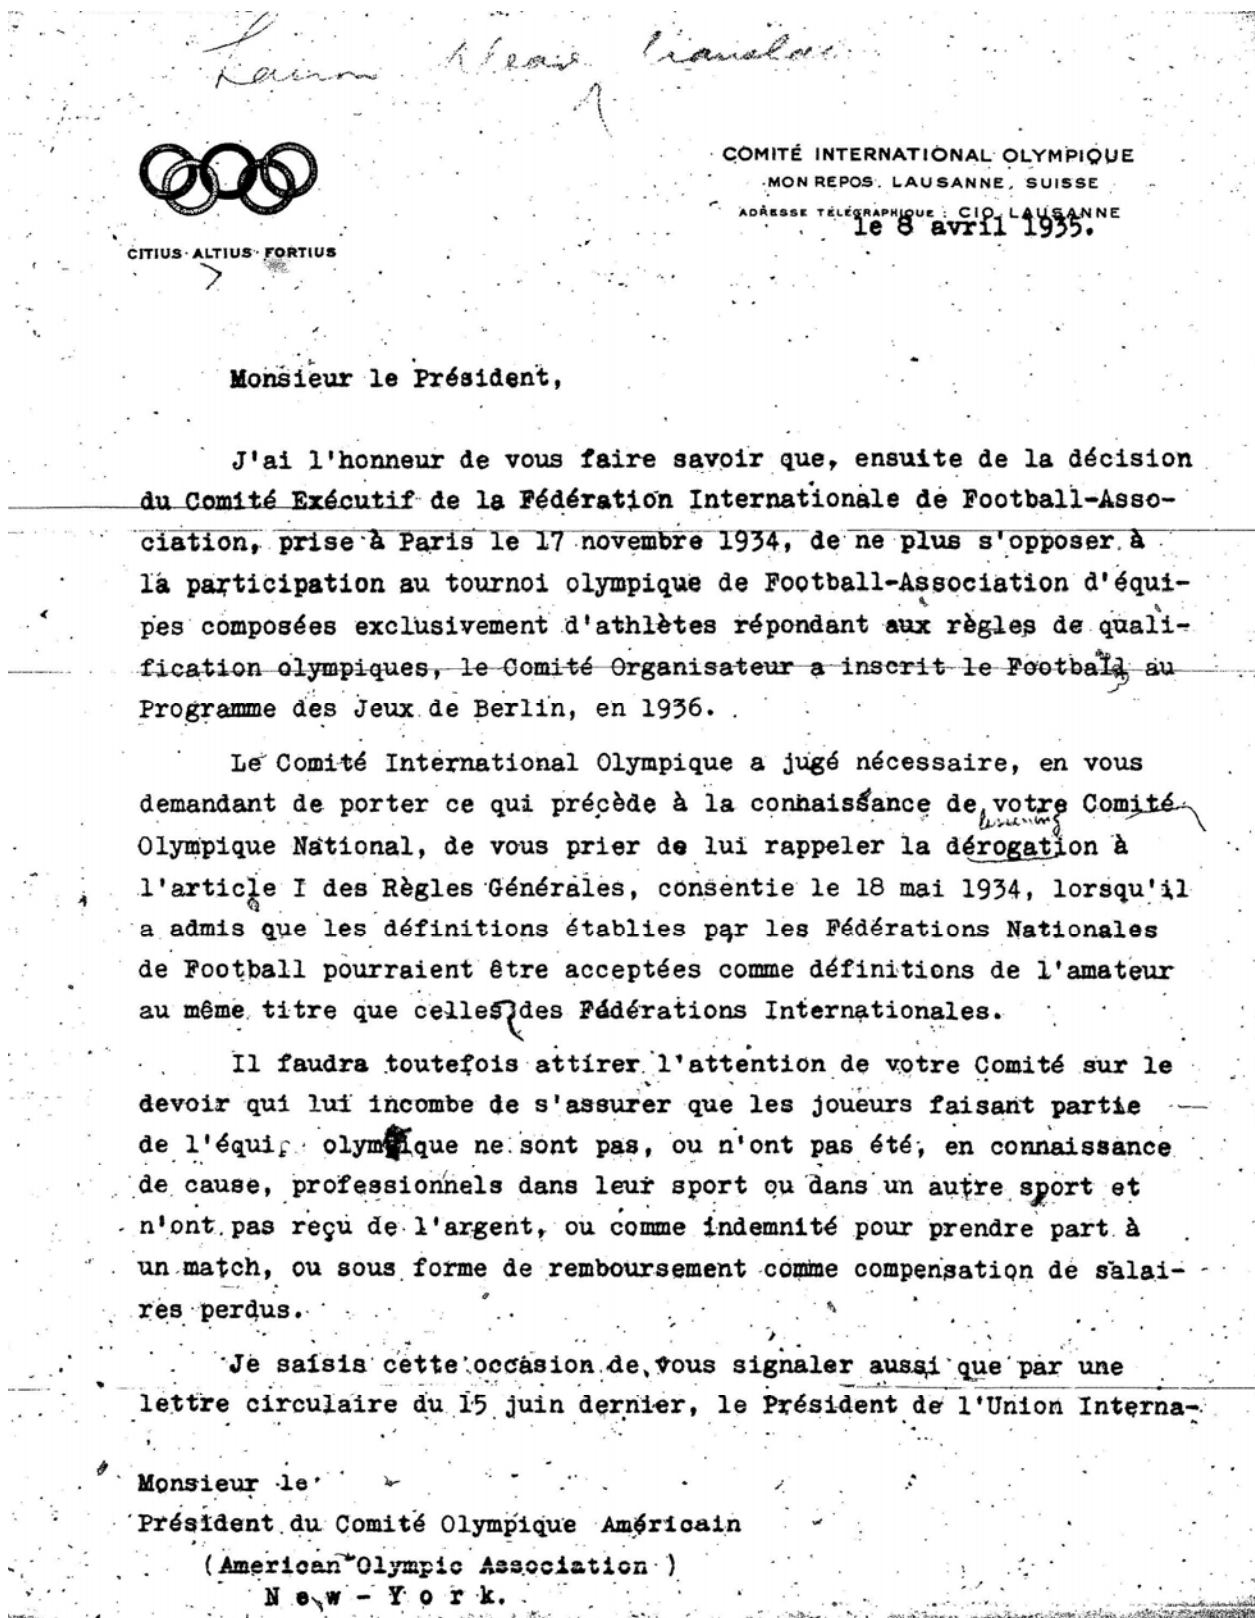 COMITÉ INTERNATIONAL OLYMPIQUE
MON REPOS, LAUSANNE, SUISSE
ADRESSE TÉLÉGRAPHIQUE : CIO, LAUSANNE
le 8 avril 1935.
CITIUS · ALTIUS · FORTIUS
Monsieur le Président,
J'ai l'honneur de vous faire savoir que, ensuite de la décision
du Comité Exécutif de la Fédération Internationale de Football-Asso-
ciation, prise à Paris le 17 novembre 1934, de ne plus s'opposer à
la participation au tournoi olympique de Football-Association d'équi-
pes composées exclusivement d'athlètes répondant aux règles de quali-
fication olympiques, le Comité Organisateur a inscrit le Football au
Programme des Jeux de Berlin, en 1936.
Le Comité International Olympique a jugé nécessaire, en vous
demandant de porter ce qui précède à la connaissance de votre Comité
Olympique National, de vous prier de lui rappeler la dérogation à
l'article I des Règles Générales, consentie le 18 mai 1934, lorsqu'il
a admis que les définitions établies par les Fédérations Nationales
de Football pourraient être acceptées comme définitions de l'amateur
au même titre que celles des Fédérations Internationales.
Il faudra toutefois attirer l'attention de votre Comité sur le
devoir qui lui incombe de s'assurer que les joueurs faisant partie
de l'équi olympique ne sont pas, ou n'ont pas été, en connaissance
de cause, professionnels dans leur sport ou dans un autre sport et
n'ont pas reçu de l'argent, ou comme indemnité pour prendre part à
un match, ou sous forme de remboursement comme compensation de salai-
res perdus.
Je saisis cette occasion de vous signaler aussi que par une
lettre circulaire du 15 juin dernier, le Président de l'Union Interna-
Monsieur le
Président du Comité Olympique Américain
(American Olympic Association )
New-York.